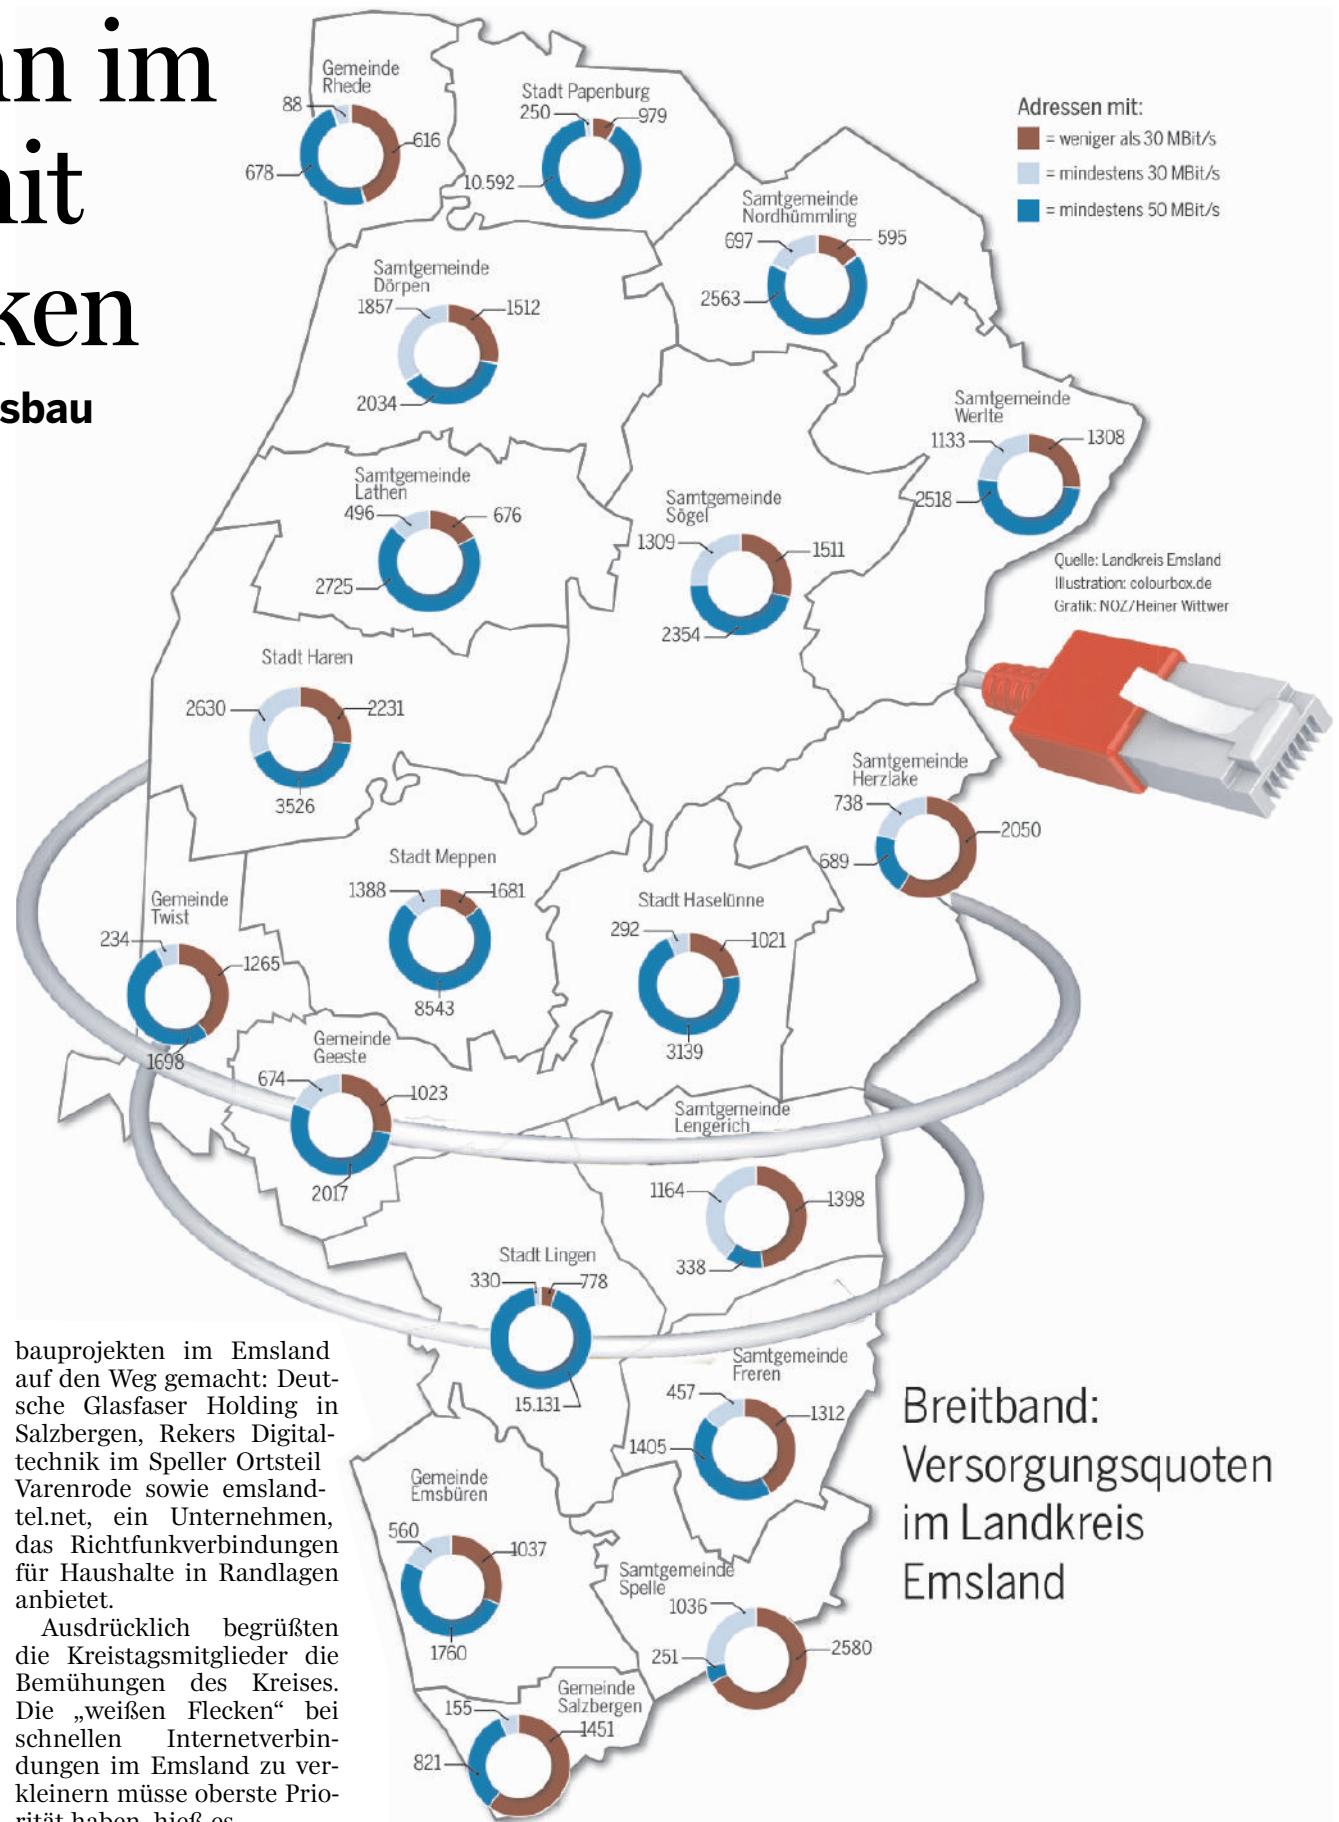 nn im
nit
ken
sbau
Adressen mit:
= weniger als 30 MBit/s
= mindestens 30 MBit/s
= mindestens 50 MBit/s
Gemeinde
Rhede
88
616
678
Stadt Papenburg
250
979
10.592
Samtgemeinde
Nordhümmling
697
595
2563
Samtgemeinde
Dörpen
1857
1512
2034
Samtgemeinde
Werlte
1133
1308
2518
Samtgemeinde
Lathen
496
676
2725
Samtgemeinde
Sögel
1309
1511
2354
Quelle: Landkreis Emsland
Illustration: colourbox.de
Grafik: NOZ/Heiner Wittwer
Stadt Haren
2630
2231
3526
Samtgemeinde
Herzlake
738
2050
689
Stadt Meppen
1388
1681
8543
Stadt Haselünne
292
1021
3139
Gemeinde
Twist
234
1265
1698
Gemeinde
Geeste
674
1023
2017
Samtgemeinde
Lengerich
1164
1398
338
Stadt Lingen
330
778
15.131
Samtgemeinde
Freren
457
1312
1405
Gemeinde
Emsbüren
560
1037
1760
Samtgemeinde
Spelle
1036
2580
251
Gemeinde
Salzbergen
155
1451
821
Breitband:
Versorgungsquoten
im Landkreis
Emsland
bauprojekten im Emsland
auf den Weg gemacht: Deut-
sche Glasfaser Holding in
Salzbergen, Rekers Digital-
technik im Speller Ortsteil
Varenrode sowie emsland-
tel.net, ein Unternehmen,
das Richtfunkverbindungen
für Haushalte in Randlagen
anbietet.
Ausdrücklich begrüßten
die Kreistagsmitglieder die
Bemühungen des Kreises.
Die „weißen Flecken“ bei
schnellen Internetverbin-
dungen im Emsland zu ver-
kleinern müsse oberste Prio-
rität haben, hieß es.